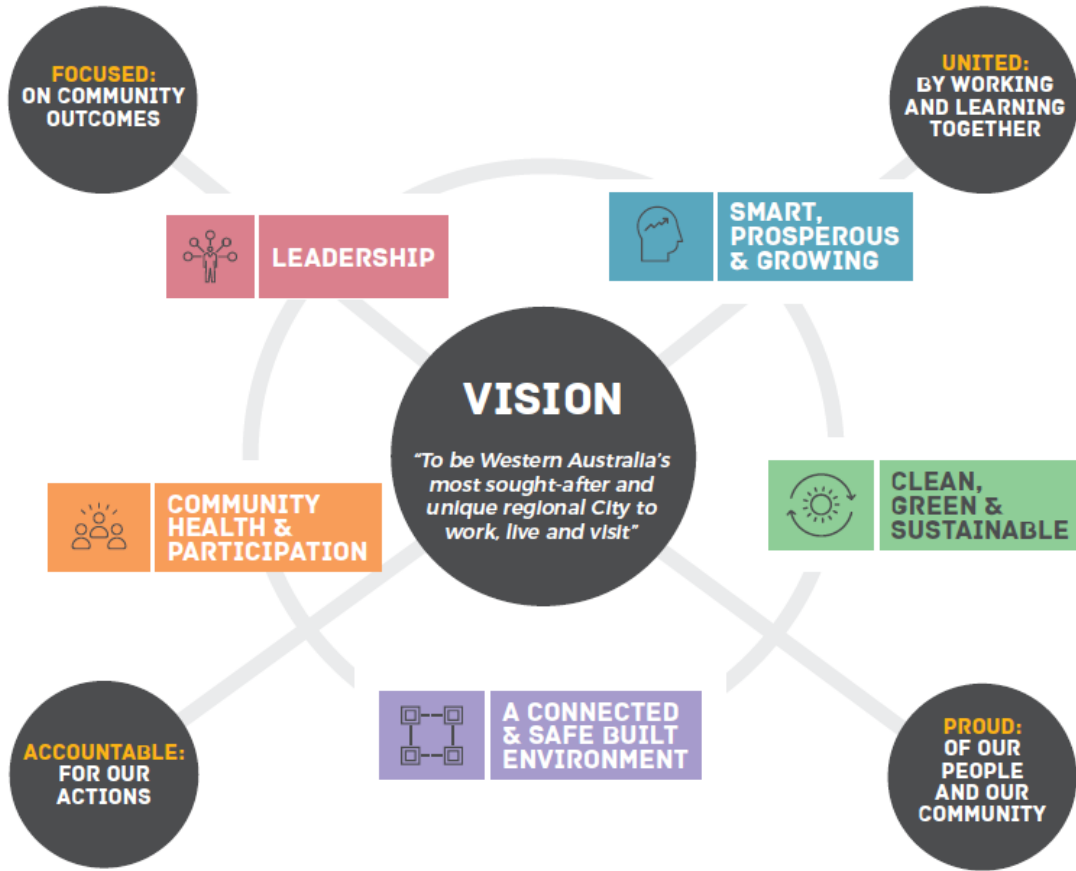 FOCUSED:
ON COMMUNITY
OUTCOMES
UNITED:
BY WORKING
AND LEARNING
TOGETHER
LEADERSHIP
SMART,
PROSPEROUS
& GROWING
VISION
“To be Western Australia’s
most sought-after and
unique regional City to
work, live and visit”
COMMUNITY
HEALTH &
PARTICIPATION
CLEAN,
GREEN &
SUSTAINABLE
A CONNECTED
& SAFE BUILT
ENVIRONMENT
ACCOUNTABLE:
FOR OUR
ACTIONS
PROUD:
OF OUR
PEOPLE
AND OUR
COMMUNITY